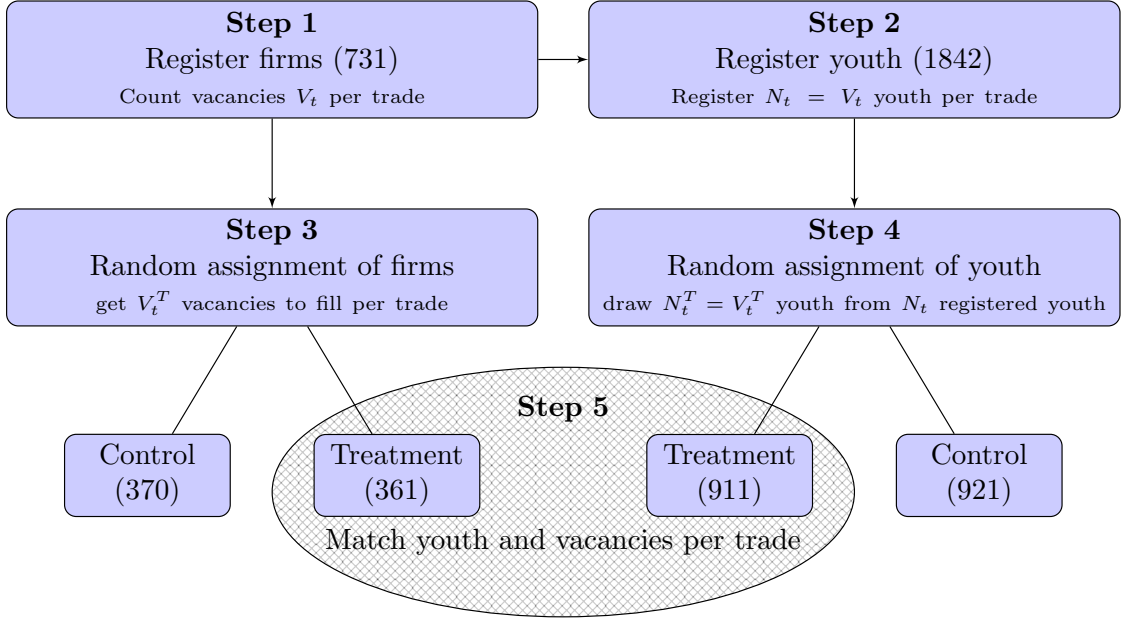 Step 1
Register firms (731)
Count vacancies $V_t$ per trade
Step 2
Register youth (1842)
Register $N_t$ = $V_t$ youth per trade
Step 3
Random assignment of firms
get $V_t^T$ vacancies to fill per trade
Step 4
Random assignment of youth
draw $N_t^T = V_t^T$ youth from $N_t$ registered youth
Step 5
Control
(370)
Treatment
(361)
Treatment
(911)
Control
(921)
Match youth and vacancies per trade